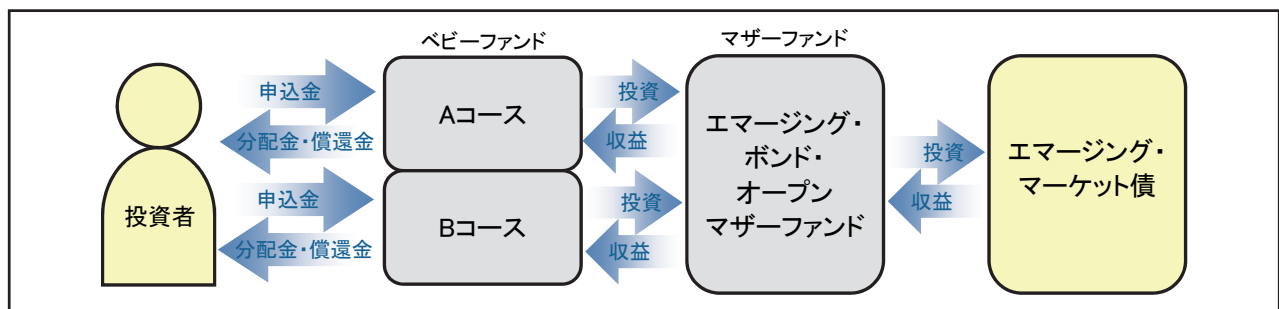 ベビーファンド
マザーファンド
申込金
分配金・償還金
申込金
分配金・償還金
投資者
Aコース
Bコース
投資
収益
投資
収益
エマージング・
ボンド・
オープン
マザーファンド
投資
収益
エマージング・
マーケット債